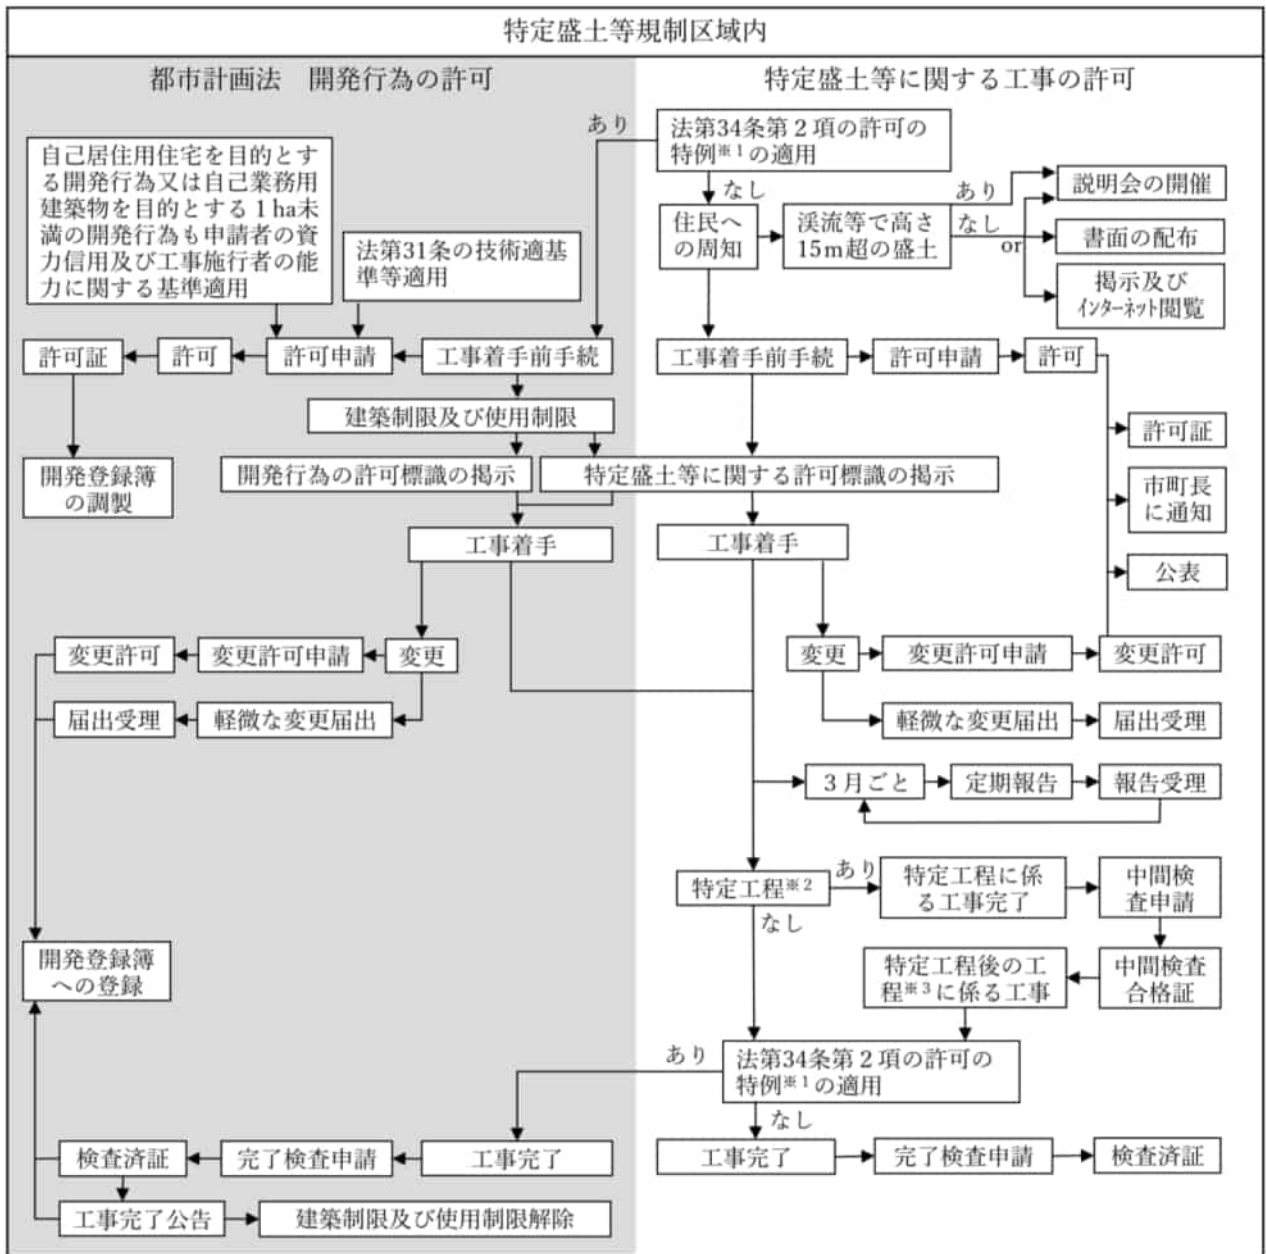 特定盛土等規制区域内
都市計画法　開発行為の許可
特定盛土等に関する工事の許可
あり
法第34条第２項の許可の
特例※１の適用
自己居住用住宅を目的とす
る開発行為又は自己業務用
建築物を目的とする１ha未
満の開発行為も申請者の資
力信用及び工事施行者の能
力に関する基準適用
法第31条の技術適基
準等適用
なし
住民へ
の周知
渓流等で高さ
15m超の盛土
あり
なし
or
説明会の開催
書面の配布
掲示及び
ｲﾝﾀｰﾈｯﾄ閲覧
許可証
許可
許可申請
工事着手前手続
工事着手前手続
許可申請
許可
建築制限及び使用制限
許可証
開発登録簿
の調製
開発行為の許可標識の掲示
特定盛土等に関する許可標識の掲示
市町長
に通知
工事着手
工事着手
公表
変更許可
変更許可申請
変更
変更
変更許可申請
変更許可
届出受理
軽微な変更届出
軽微な変更届出
届出受理
３月ごと
定期報告
報告受理
特定工程※２
あり
なし
特定工程に係
る工事完了
中間検
査申請
開発登録簿
への登録
特定工程後の工
程※３に係る工事
中間検査
合格証
あり
法第34条第２項の許可の
特例※１の適用
なし
検査済証
完了検査申請
工事完了
工事完了
完了検査申請
検査済証
工事完了公告
建築制限及び使用制限解除